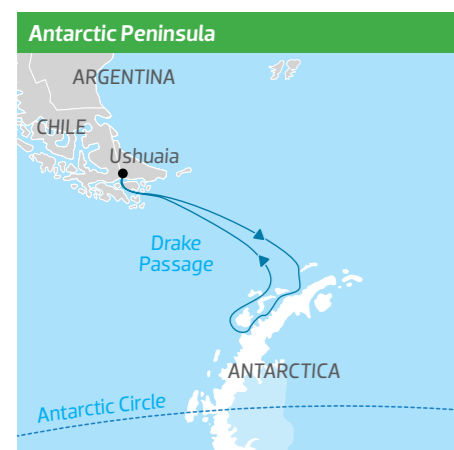 Antarctic Peninsula
ARGENTINA
CHILE
Ushuaia
Drake
Passage
ANTARCTICA
Antarctic Circle